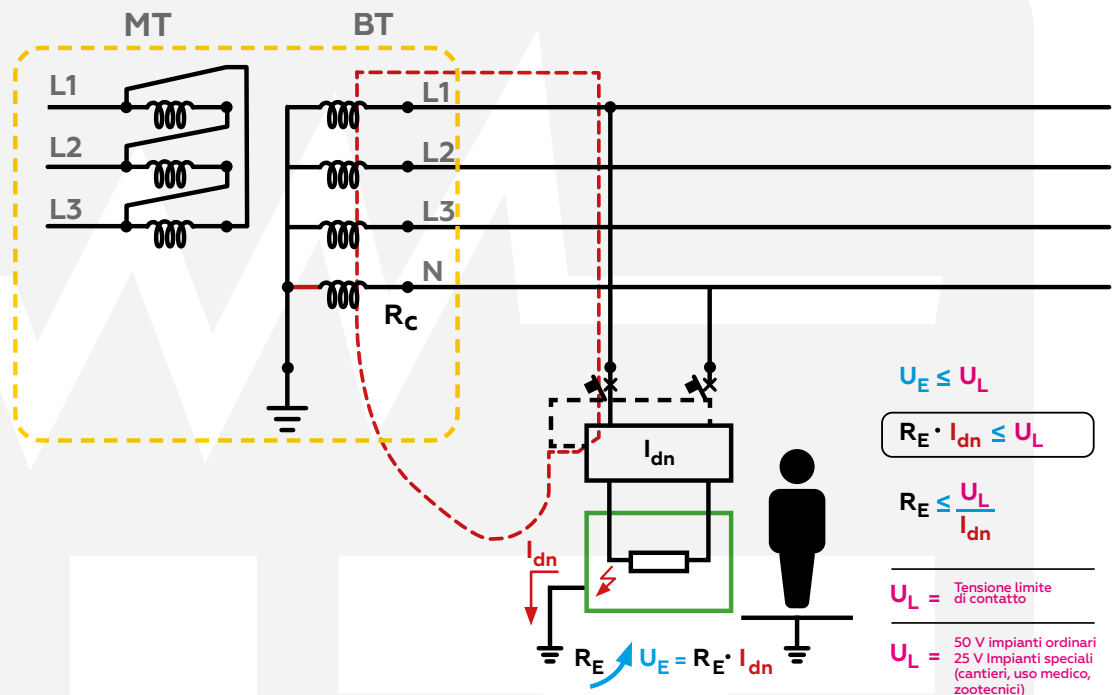 MT
BT
L1
L2
L3
L1
L2
L3
N
RC
Idn
Idn
RE
UE = RE · Idn
UE ≤ UL
RE · Idn ≤ UL
RE ≤ UL
Idn
UL = Tensione limite
di contatto
UL = 50 V impianti ordinari
25 V Impianti speciali
(cantieri, uso medico,
zootecnici)